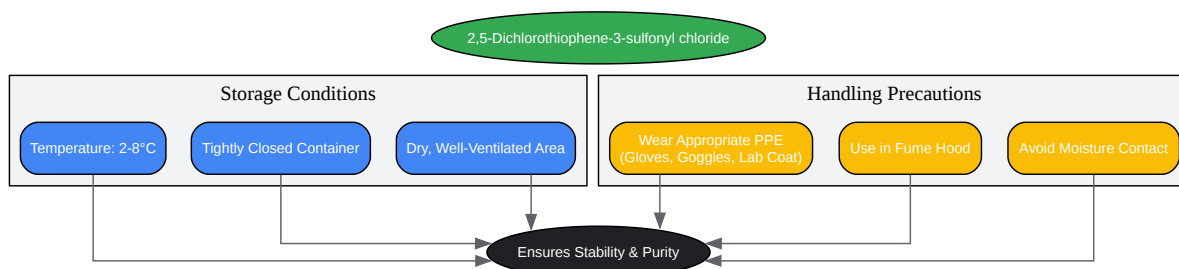 2,5-Dichlorothiophene-3-sulfonyl chloride
Storage Conditions
Handling Precautions
Temperature: 2-8°C
Tightly Closed Container
Dry, Well-Ventilated Area
Wear Appropriate PPE
(Gloves, Goggles, Lab Coat)
Use in Fume Hood
Avoid Moisture Contact
Ensures Stability & Purity